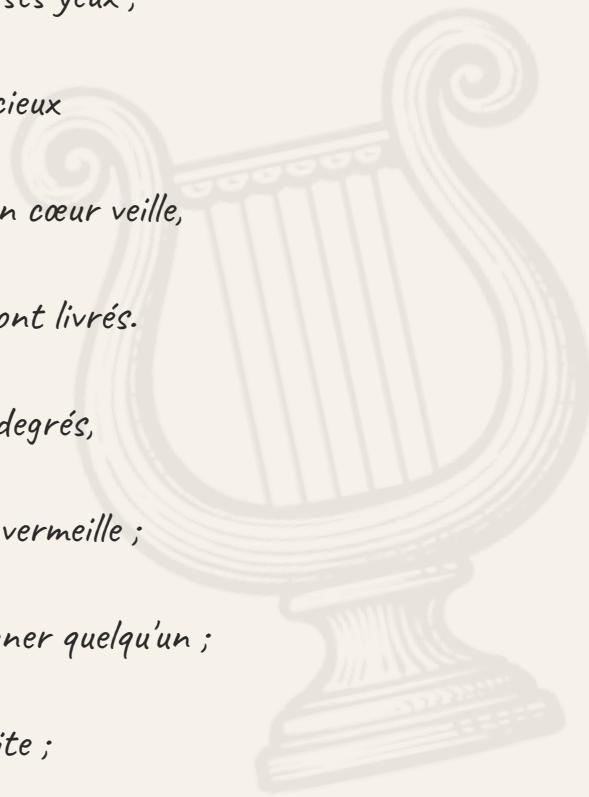 ses yeux ;
cieux
n cœur veille,
ont livrés.
degrés,
vermeille ;
ner quelqu'un ;
ite ;